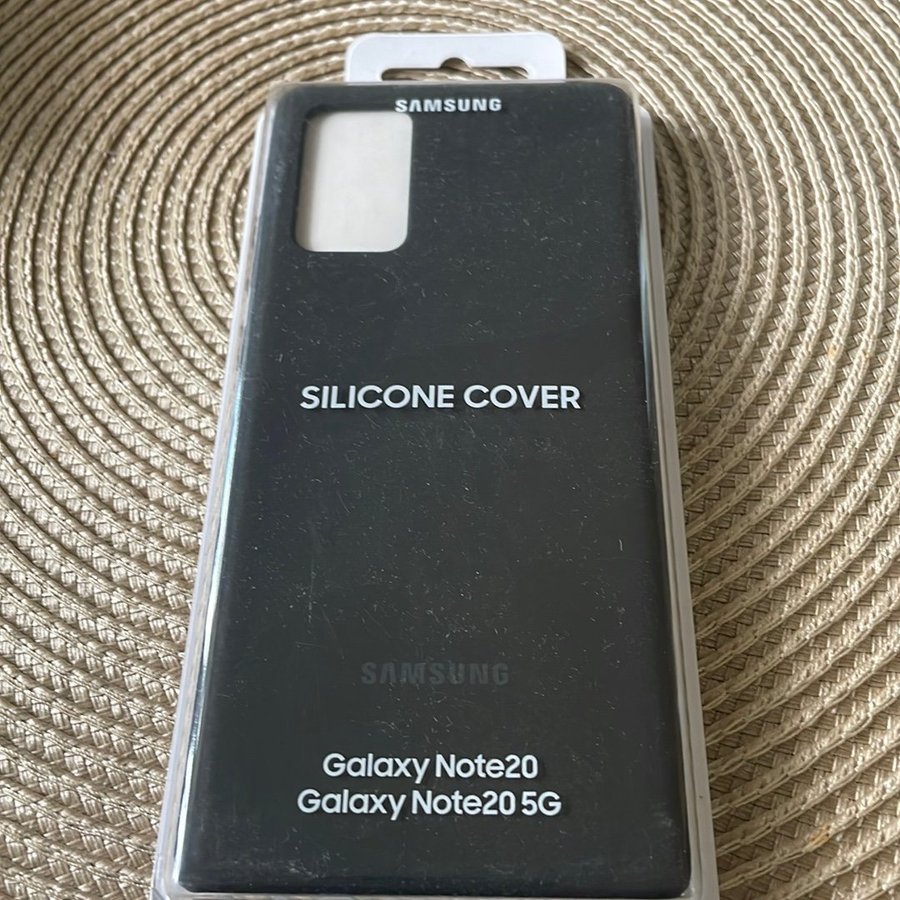 SAMSUNG
SILICONE COVER
SAMSUNG
Galaxy Note20
Galaxy Note20 5G